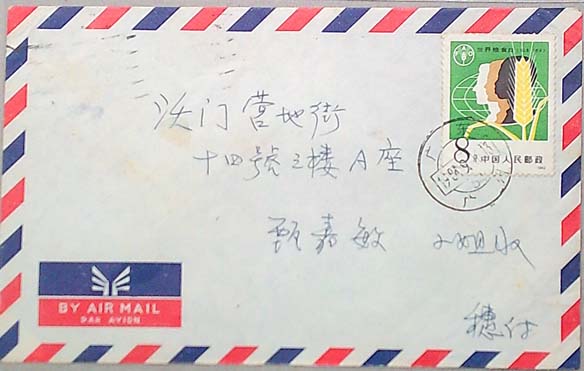 世界粮食日
8分 中国人民邮政
沃门营地街
十四號三楼A座
甄嘉敏 小姐收
穗付
BY AIR MAIL
PAR AVION